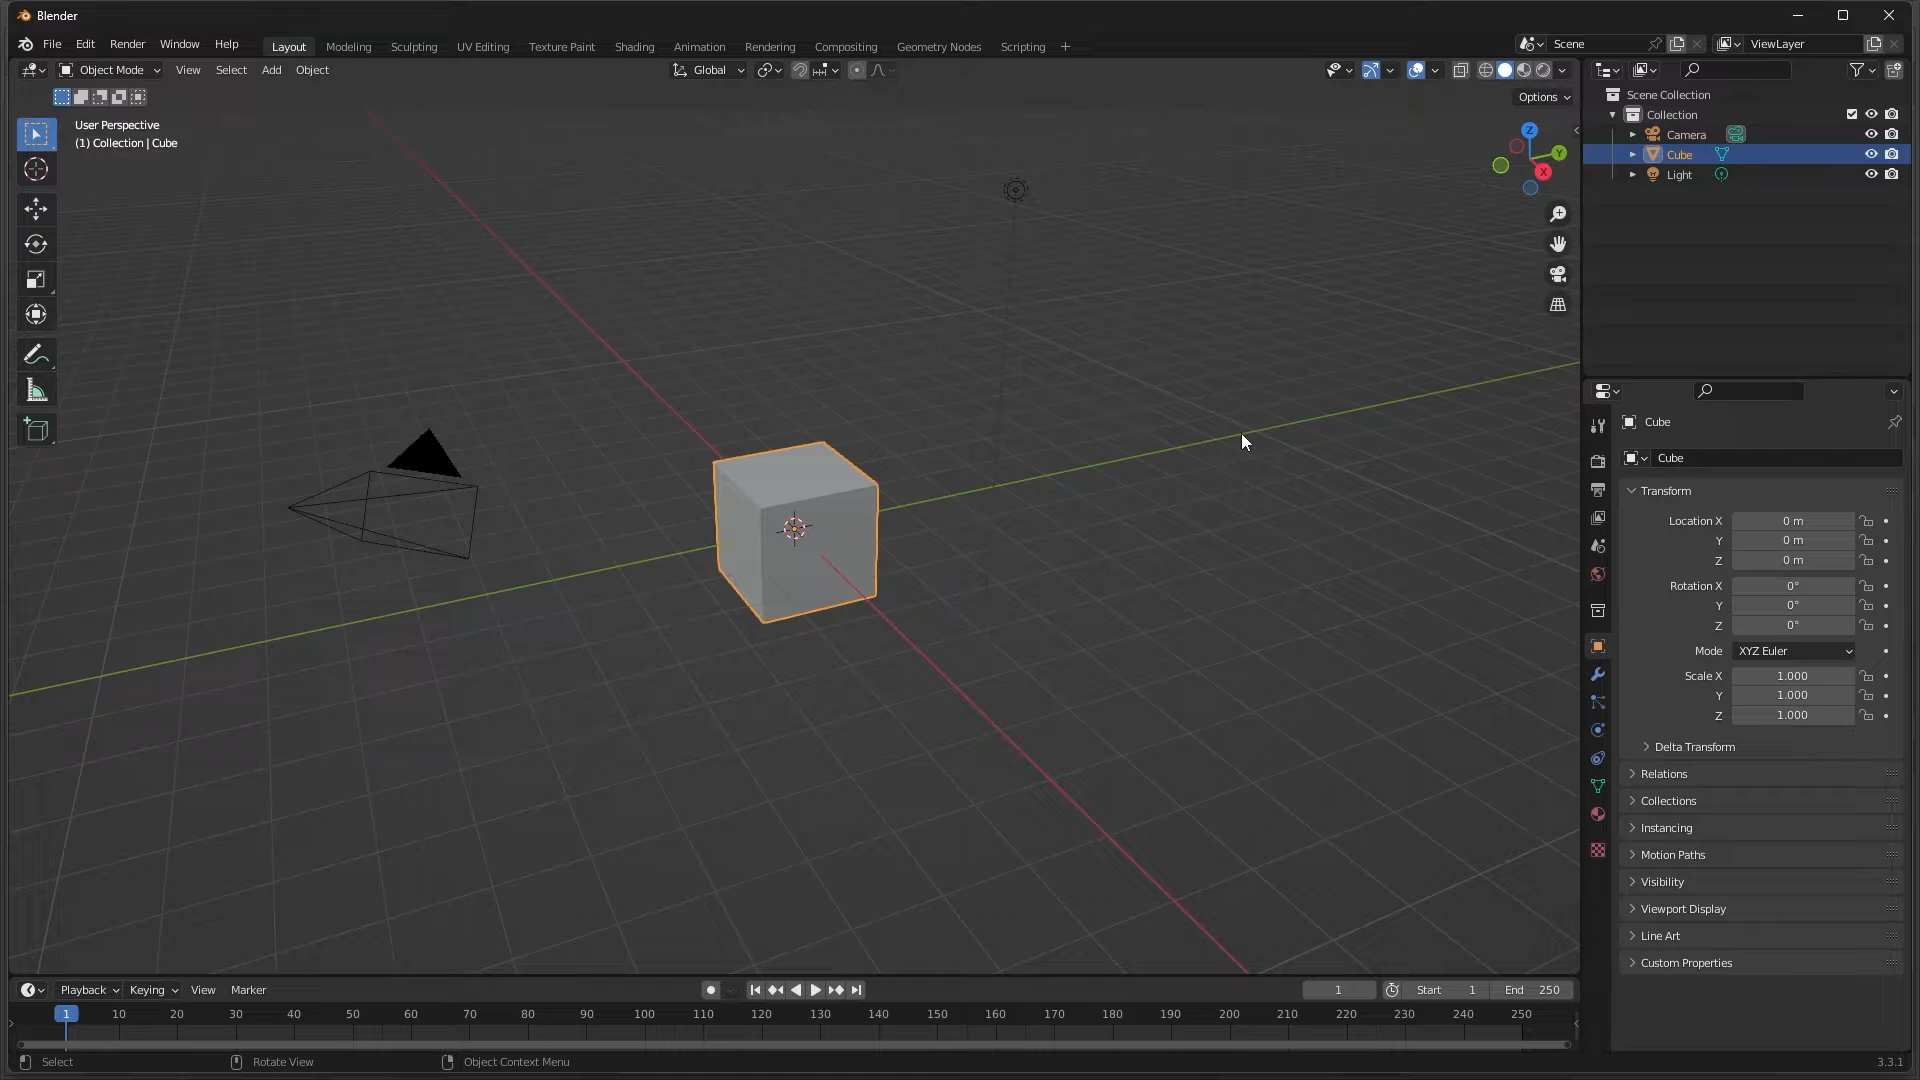 Blender
File Edit Render Window Help Layout Modeling Sculpting UV Editing Texture Paint Shading Animation Rendering Compositing Geometry Nodes Scripting + Scene ViewLayer
Object Mode View Select Add Object Global
Options
User Perspective
(1) Collection | Cube
Z
Y
X
Scene Collection
Collection
Camera
Cube
Light
Cube
Cube
Transform
Location X 0 m
Y 0 m
Z 0 m
Rotation X 0°
Y 0°
Z 0°
Mode XYZ Euler
Scale X 1.000
Y 1.000
Z 1.000
Delta Transform
Relations
Collections
Instancing
Motion Paths
Visibility
Viewport Display
Line Art
Custom Properties
Playback Keying View Marker 1 Start 1 End 250
1 10 20 30 40 50 60 70 80 90 100 110 120 130 140 150 160 170 180 190 200 210 220 230 240 250
Select Rotate View Object Context Menu 3.3.1